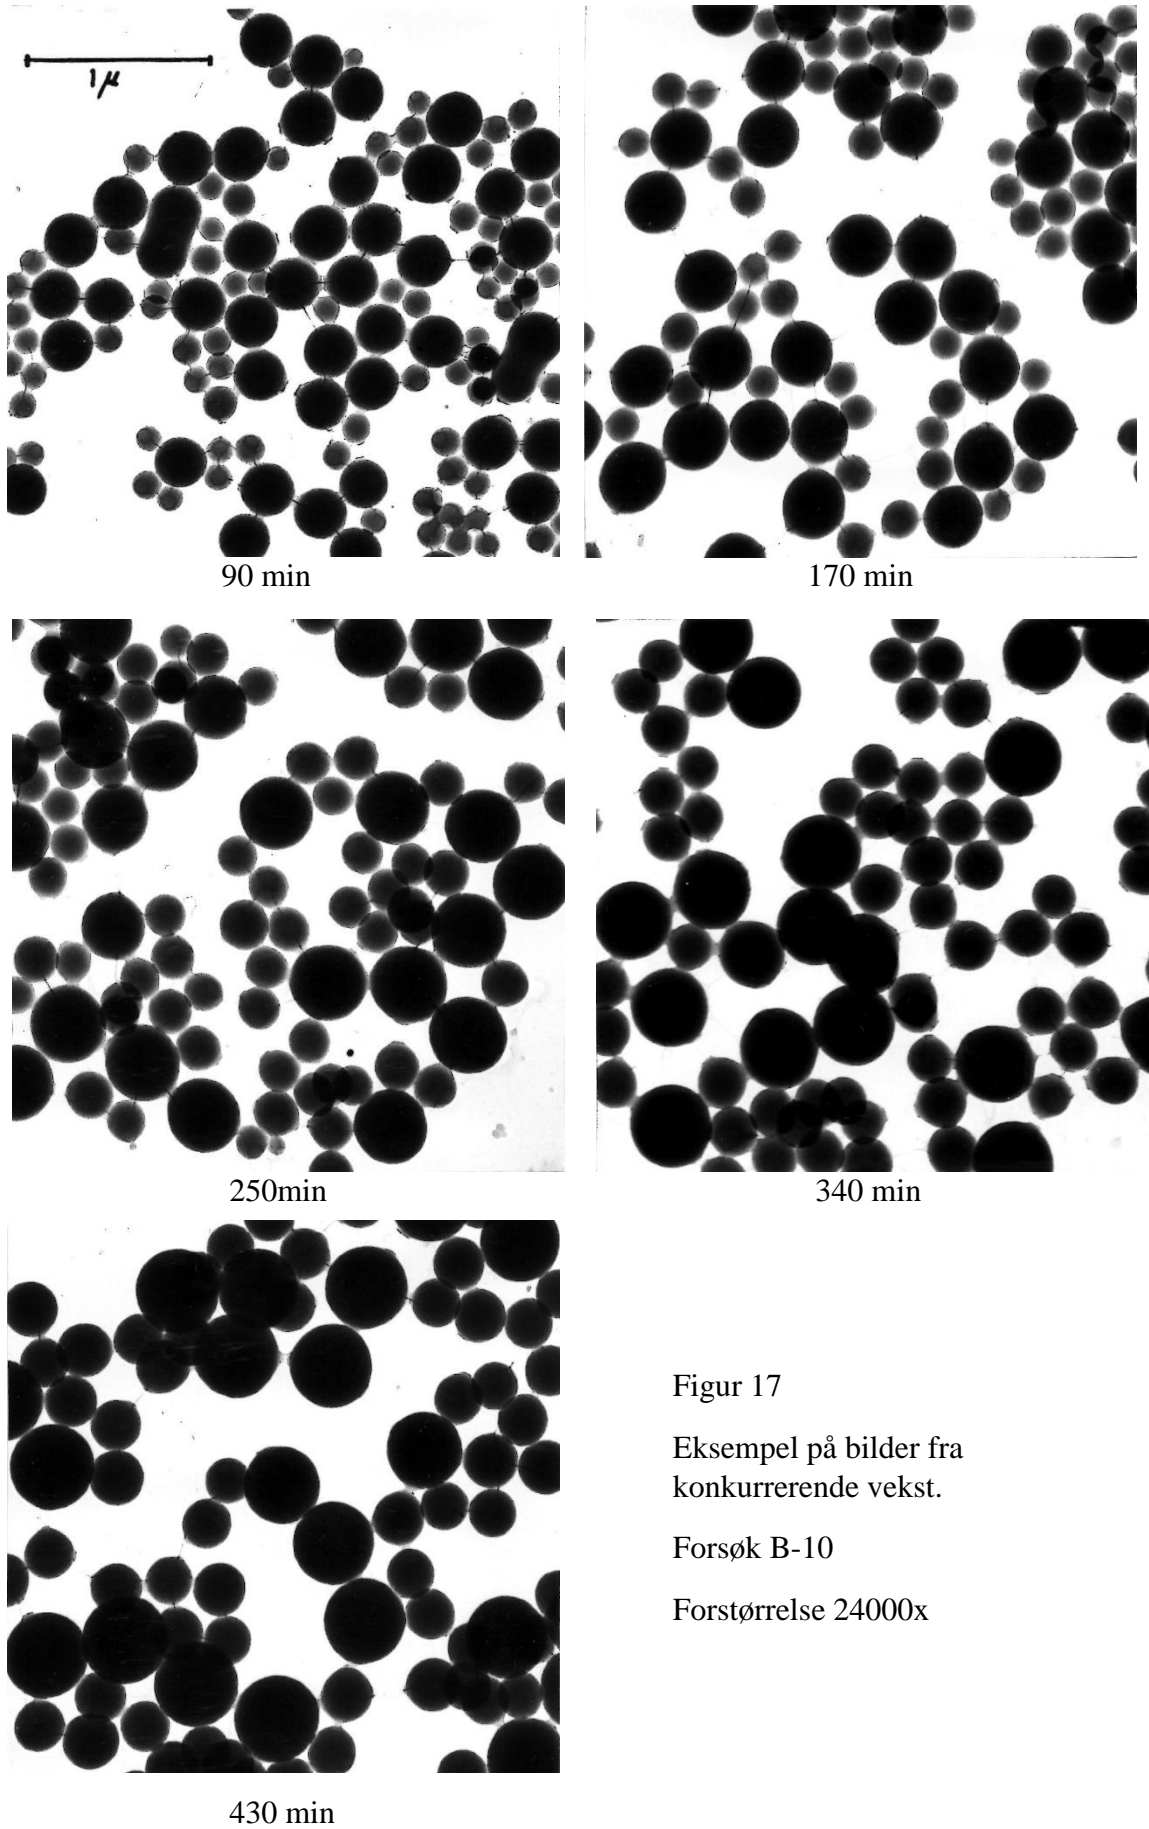 1μ
90 min
170 min
250min
340 min
Figur 17
Eksempel på bilder fra
konkurrerende vekst.
Forsøk B-10
Forstørrelse 24000x
430 min